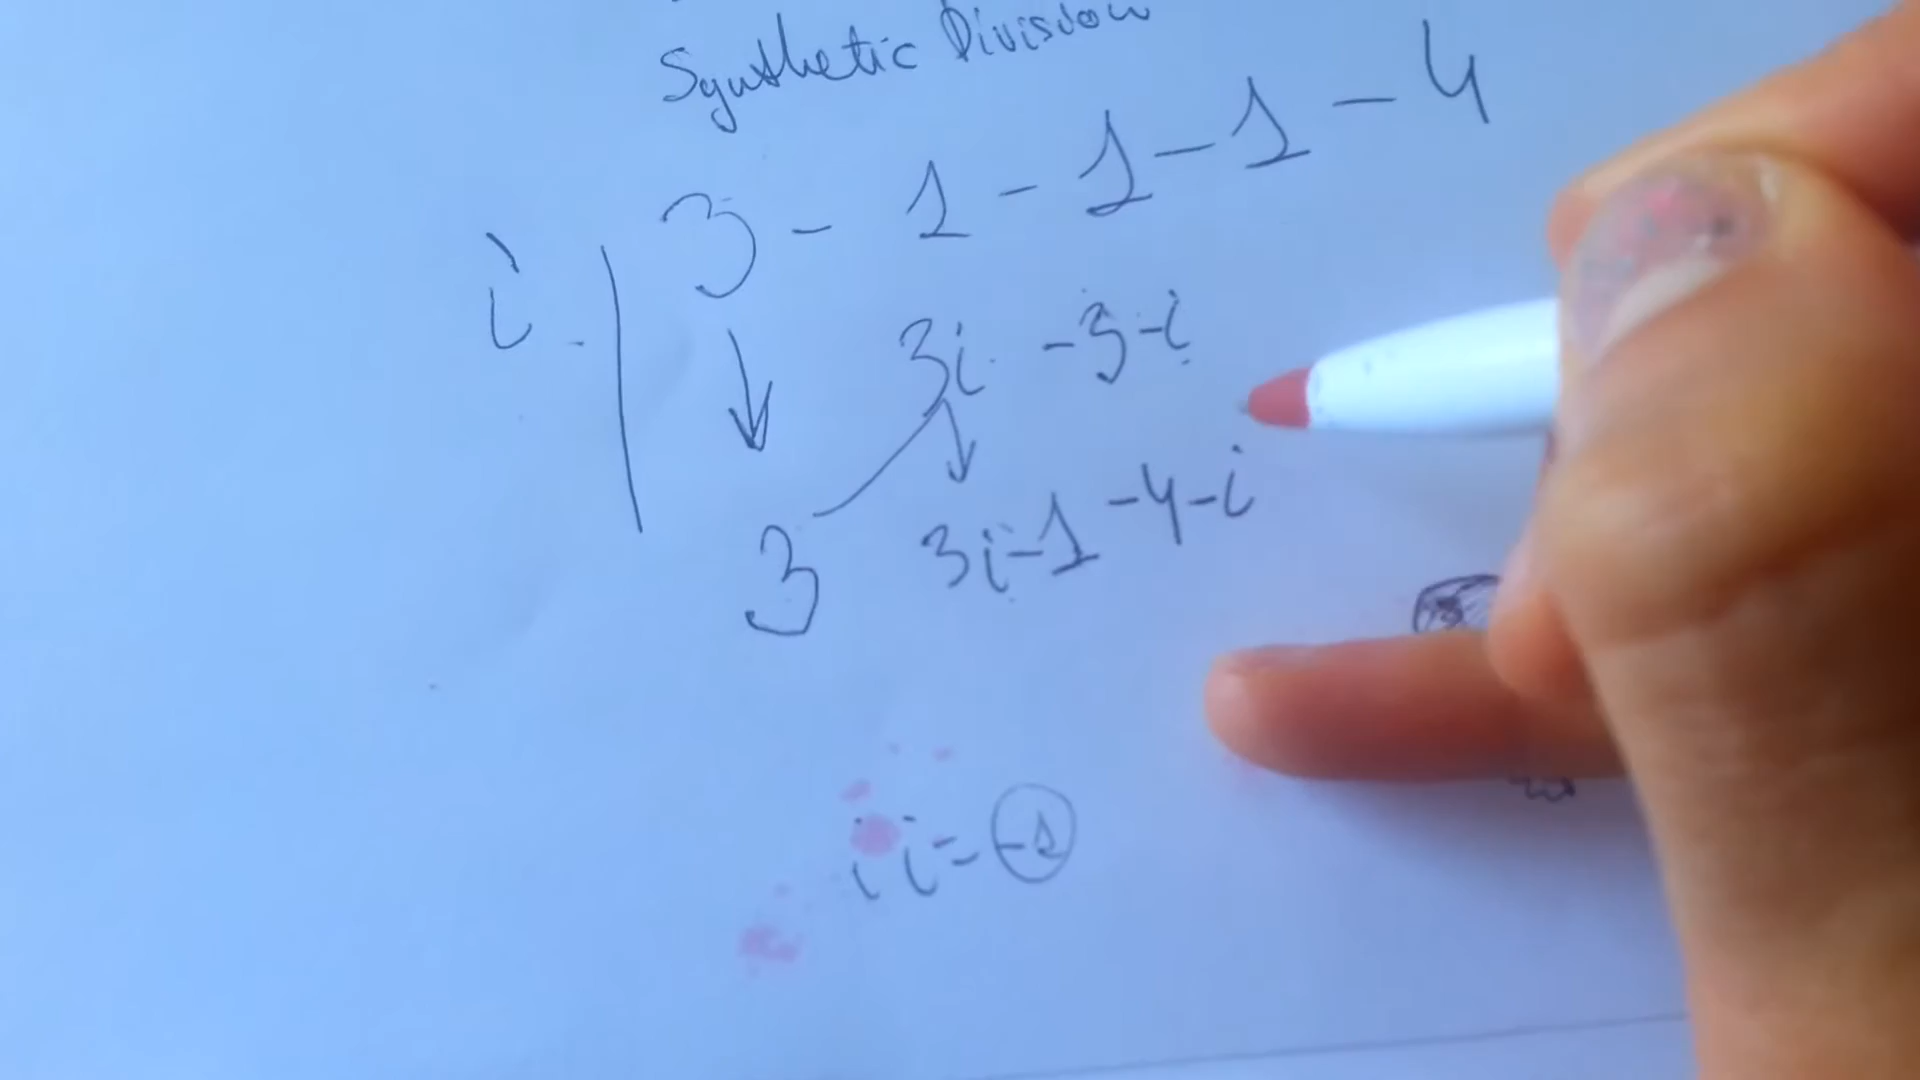 Synthetic Division
i 3 - 1 - 1 - 1 - 4
3i -3-i
3 3i-1 -4-i
i i = -1